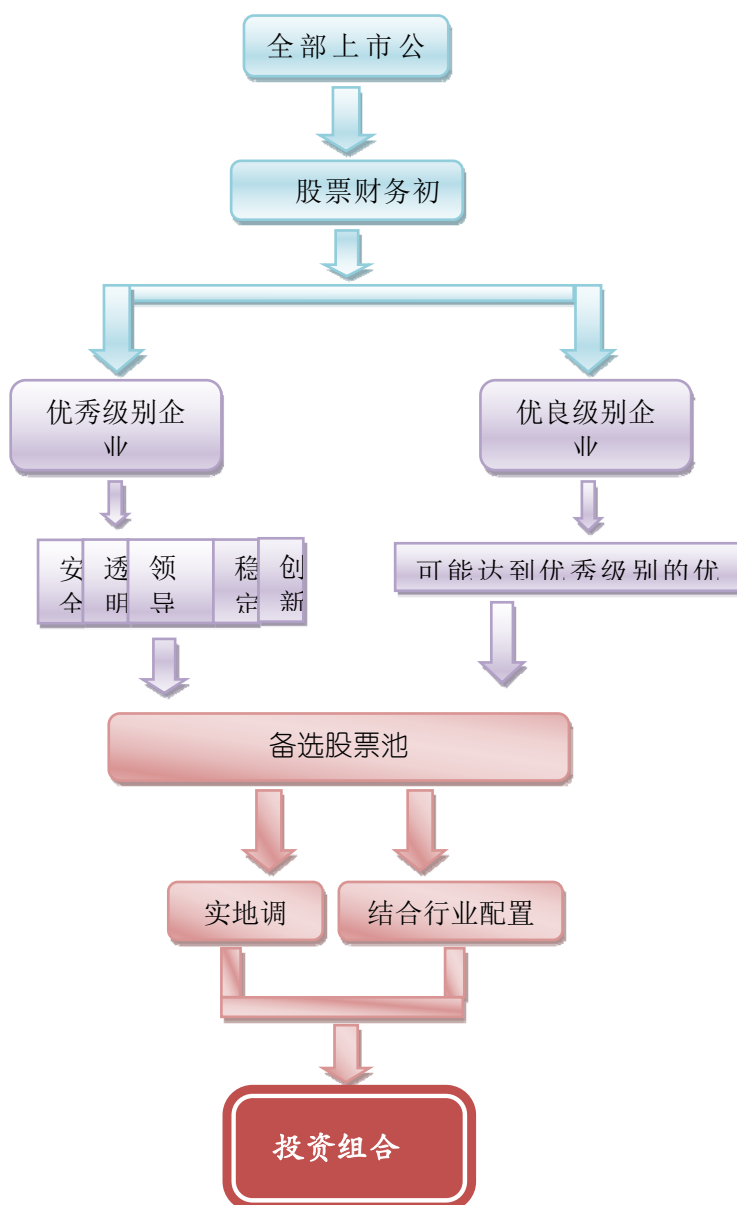 全部上市公
股票财务初
优秀级别企
业
优良级别企
业
安
全
透
明
领
导
稳
定
创
新
可能达到优秀级别的优
备选股票池
实地调
结合行业配置
投资组合